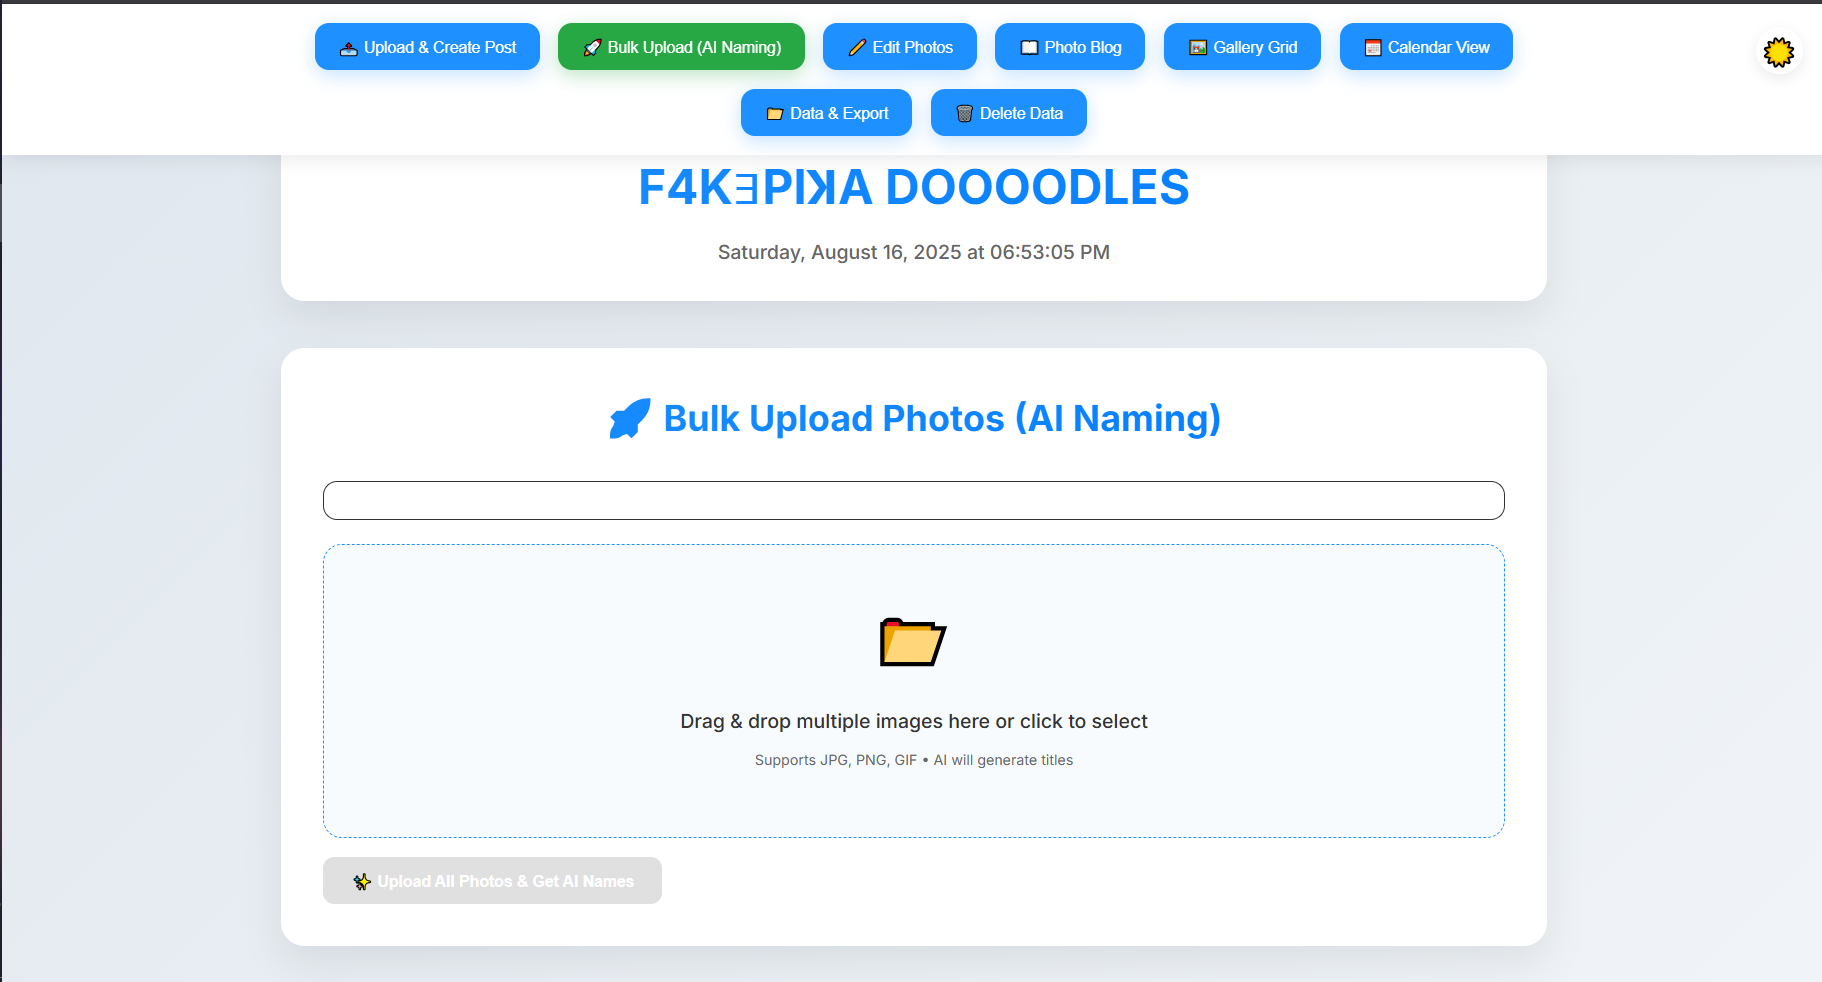 📤 Upload & Create Post
🚀 Bulk Upload (AI Naming)
✏️ Edit Photos
📖 Photo Blog
🖼️ Gallery Grid
📅 Calendar View
📁 Data & Export
🗑️ Delete Data
F4KƎPIꓘA DOOOODLES
Saturday, August 16, 2025 at 06:53:05 PM
Bulk Upload Photos (AI Naming)
Drag & drop multiple images here or click to select
Supports JPG, PNG, GIF • AI will generate titles
✨ Upload All Photos & Get AI Names